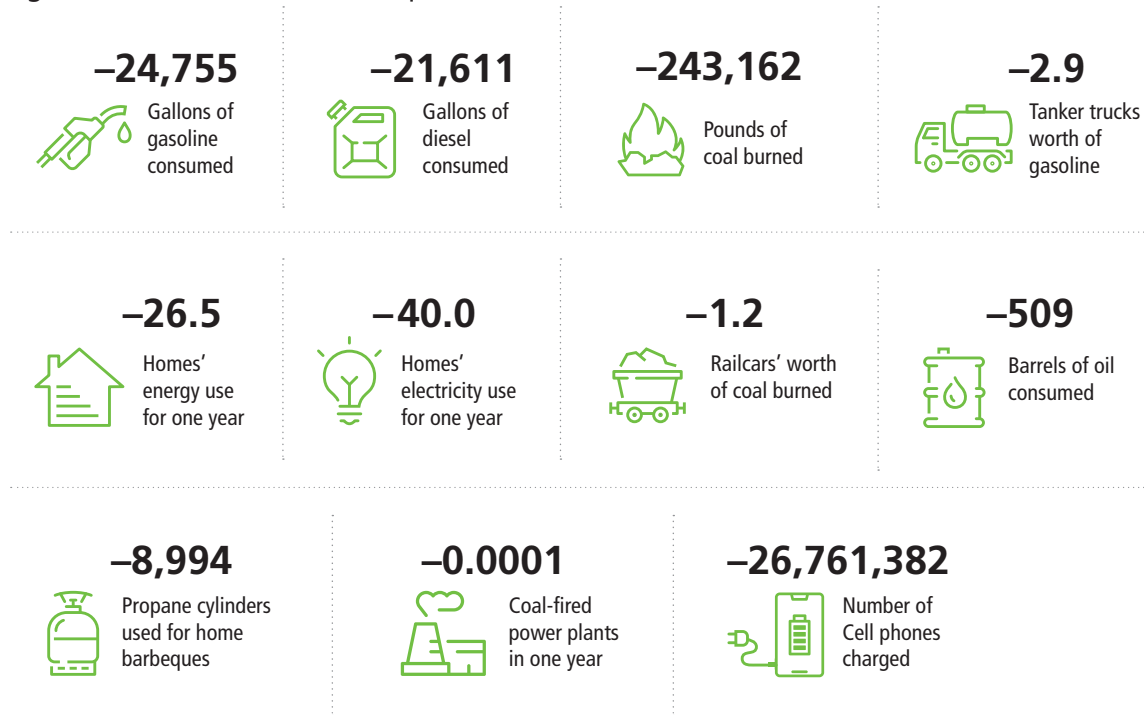 –24,755
Gallons of
gasoline
consumed
–21,611
Gallons of
diesel
consumed
–243,162
Pounds of
coal burned
–2.9
Tanker trucks
worth of
gasoline
–26.5
Homes’
energy use
for one year
–40.0
Homes’
electricity use
for one year
–1.2
Railcars’ worth
of coal burned
–509
Barrels of oil
consumed
–8,994
Propane cylinders
used for home
barbeques
–0.0001
Coal-fired
power plants
in one year
–26,761,382
Number of
Cell phones
charged